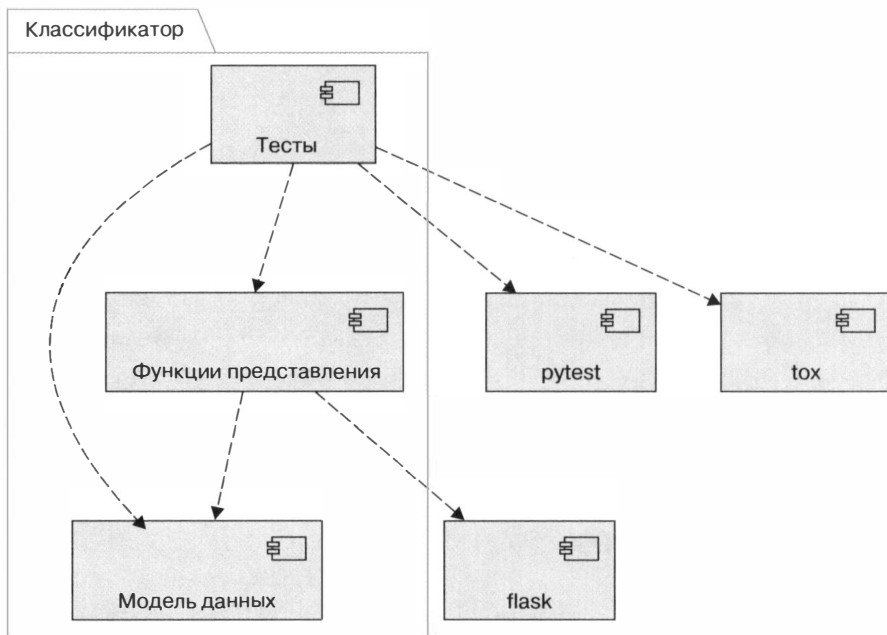 Классификатор
Тесты
Функции представления
pytest
tox
Модель данных
flask